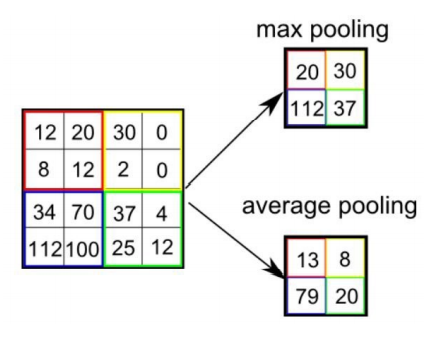 max pooling
20 30
112 37
12 20 30 0
8 12 2 0
34 70 37 4
112 100 25 12
average pooling
13 8
79 20